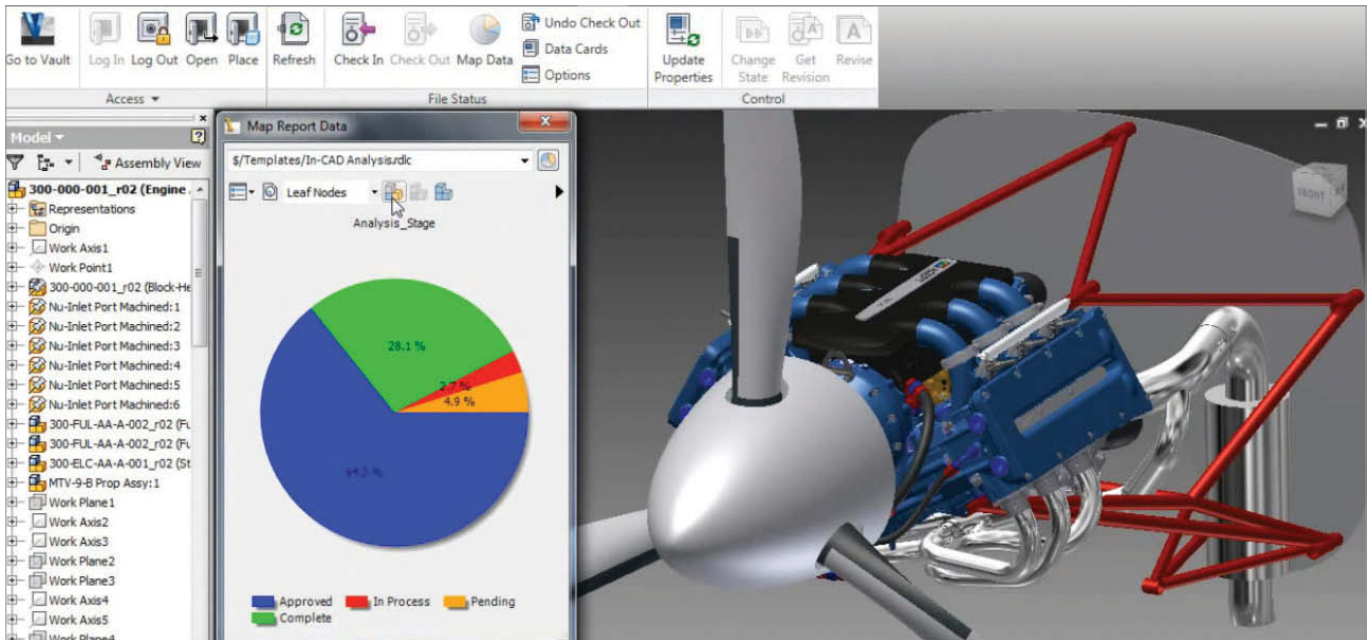 Go to Vault
Log In
Log Out
Open
Place
Refresh
Check In
Check Out
Map Data
Undo Check Out
Data Cards
Options
Update
Properties
Change
State
Get
Revision
Revise
Access
File Status
Control
Model
Assembly View
300-000-001_r02 (Engine
Representations
Origin
Work Axis1
Work Point1
300-000-001_r02 (Block-He
Nu-Inlet Port Machined:1
Nu-Inlet Port Machined:2
Nu-Inlet Port Machined:3
Nu-Inlet Port Machined:4
Nu-Inlet Port Machined:5
Nu-Inlet Port Machined:6
300-FUL-AA-A-002_r02 (Fu
300-FUL-AA-A-002_r02 (Fu
300-ELC-AA-A-001_r02 (St
MTV-9-B Prop Assy:1
Work Plane1
Work Axis2
Work Axis3
Work Plane2
Work Plane3
Work Axis4
Work Axis5
Work Plane4
Map Report Data
$/Templates/In-CAD Analysis.rdlc
Leaf Nodes
Analysis_Stage
28.1 %
2.7 %
4.9 %
Approved
In Process
Pending
Complete
FRONT